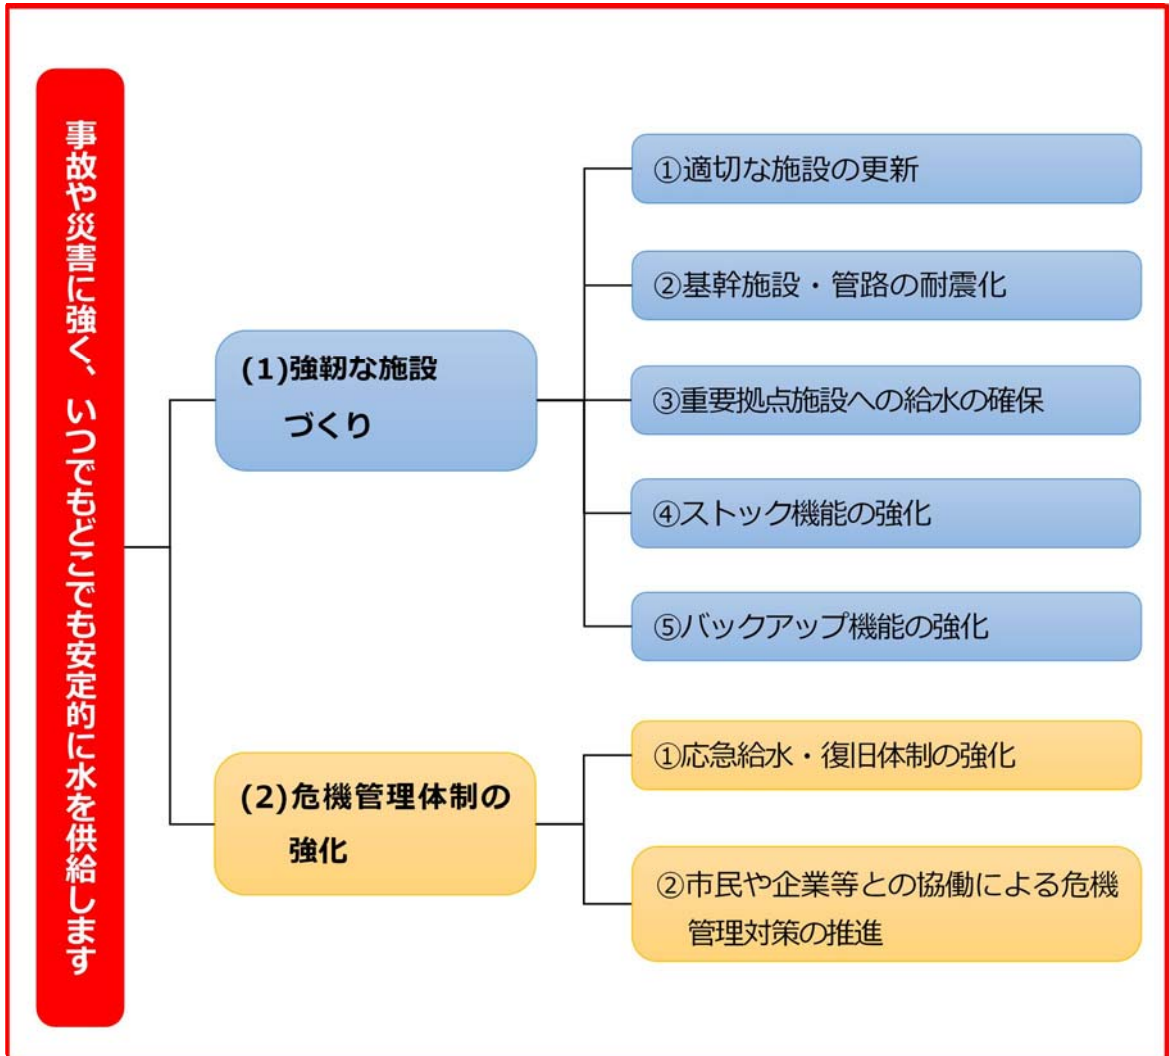 事故や災害に強く、いつでもどこでも安定的に水を供給します
(1)強靭な施設
づくり
①適切な施設の更新
②基幹施設・管路の耐震化
③重要拠点施設への給水の確保
④ストック機能の強化
⑤バックアップ機能の強化
(2)危機管理体制の
強化
①応急給水・復旧体制の強化
②市民や企業等との協働による危機
管理対策の推進